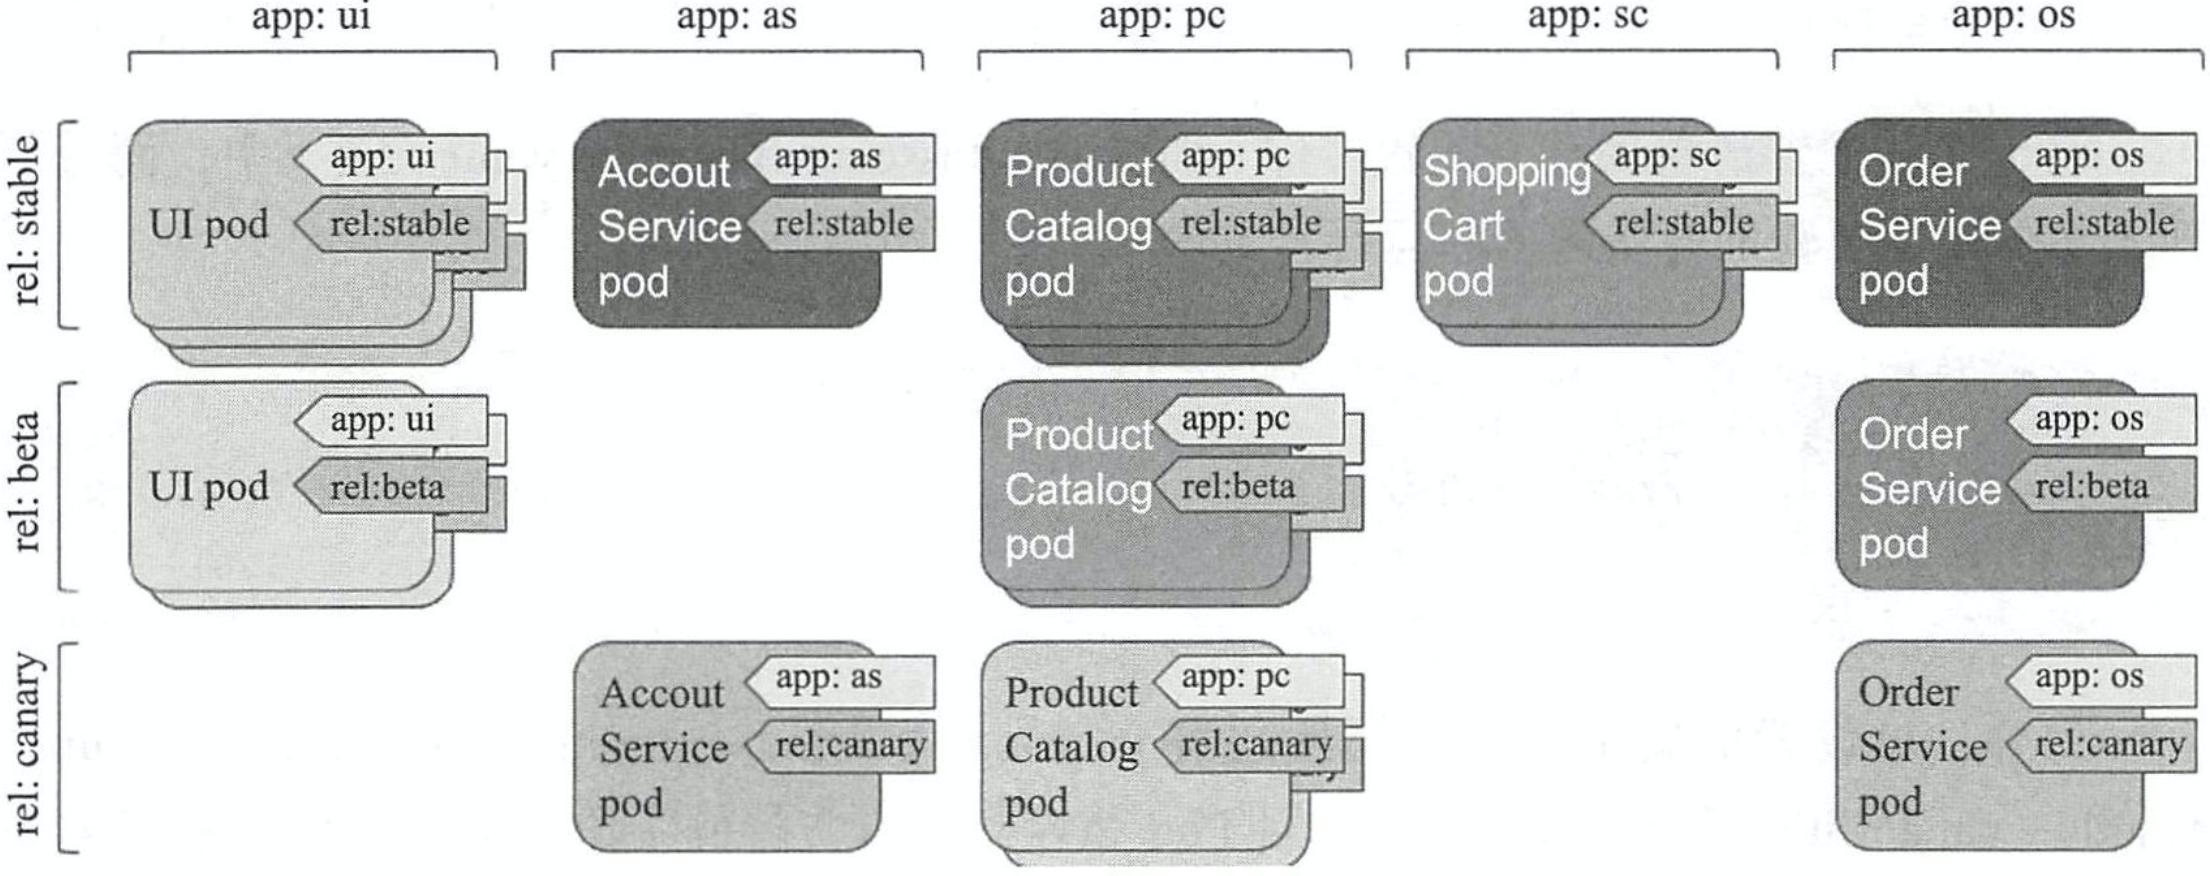 app: ui
app: as
app: pc
app: sc
app: os
rel: stable
UI pod
app: ui
rel:stable
Accout
Service
pod
app: as
rel:stable
Product
Catalog
pod
app: pc
rel:stable
Shopping
Cart
pod
app: sc
rel:stable
Order
Service
pod
app: os
rel:stable
rel: beta
UI pod
app: ui
rel:beta
Product
Catalog
pod
app: pc
rel:beta
Order
Service
pod
app: os
rel:beta
rel: canary
Accout
Service
pod
app: as
rel:canary
Product
Catalog
pod
app: pc
rel:canary
Order
Service
pod
app: os
rel:canary